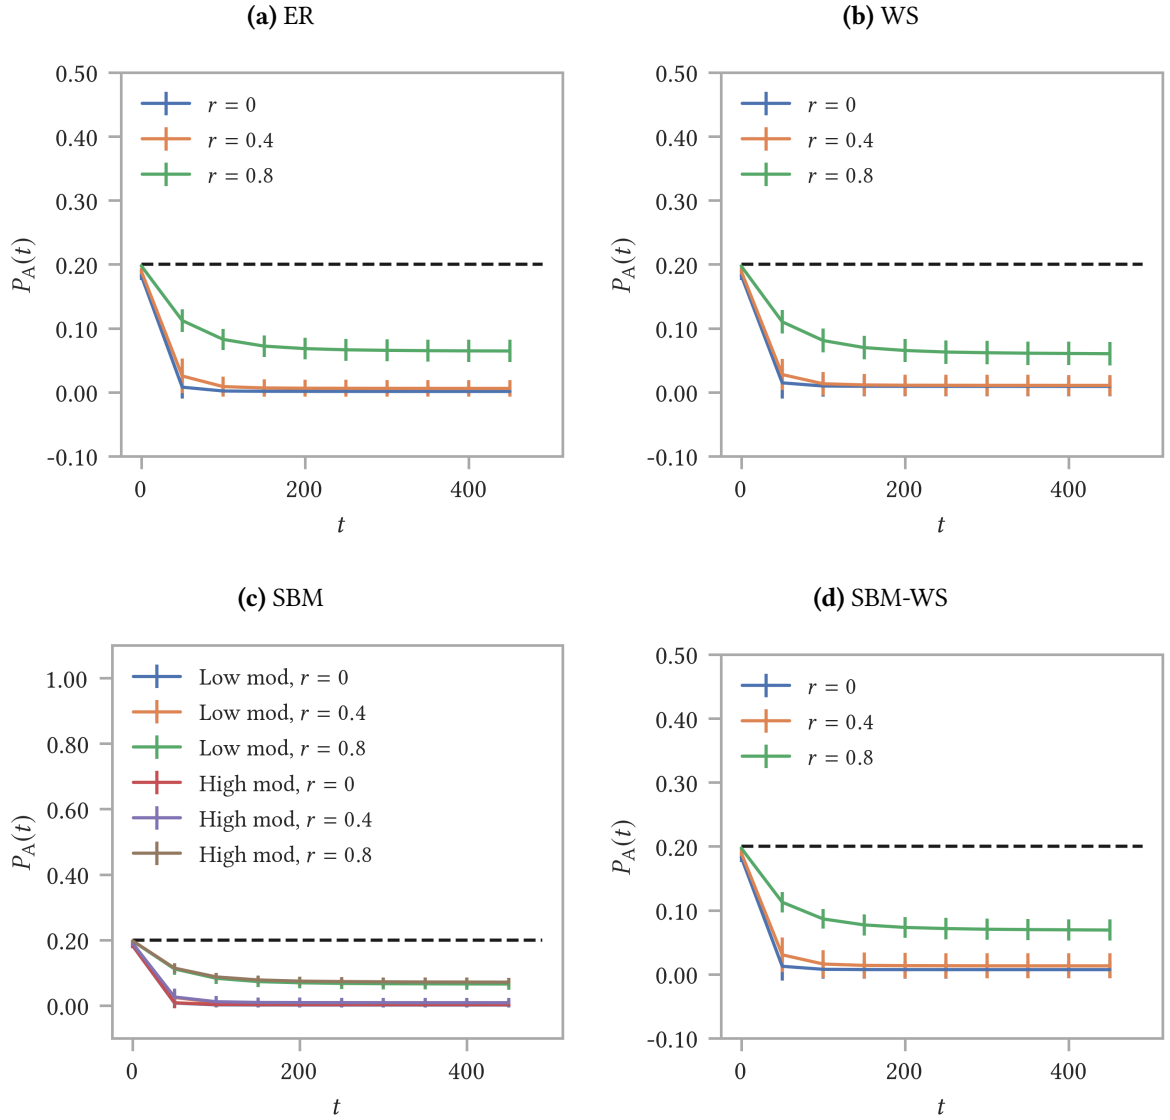 (a) ER
0.50
0.40
0.30
0.20
0.10
0.00
-0.10
P_A(t)
r = 0
r = 0.4
r = 0.8
0 200 400
t
(b) WS
0.50
0.40
0.30
0.20
0.10
0.00
-0.10
P_A(t)
r = 0
r = 0.4
r = 0.8
0 200 400
t
(c) SBM
1.00
0.80
0.60
0.40
0.20
0.00
P_A(t)
Low mod, r = 0
Low mod, r = 0.4
Low mod, r = 0.8
High mod, r = 0
High mod, r = 0.4
High mod, r = 0.8
0 200 400
t
(d) SBM-WS
0.50
0.40
0.30
0.20
0.10
0.00
-0.10
P_A(t)
r = 0
r = 0.4
r = 0.8
0 200 400
t